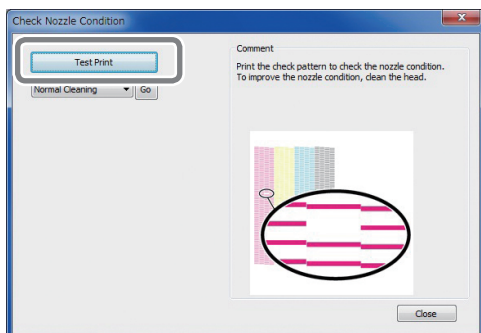 Check Nozzle Condition
Test Print
Normal Cleaning
Go
Comment
Print the check pattern to check the nozzle condition.
To improve the nozzle condition, clean the head.
Close